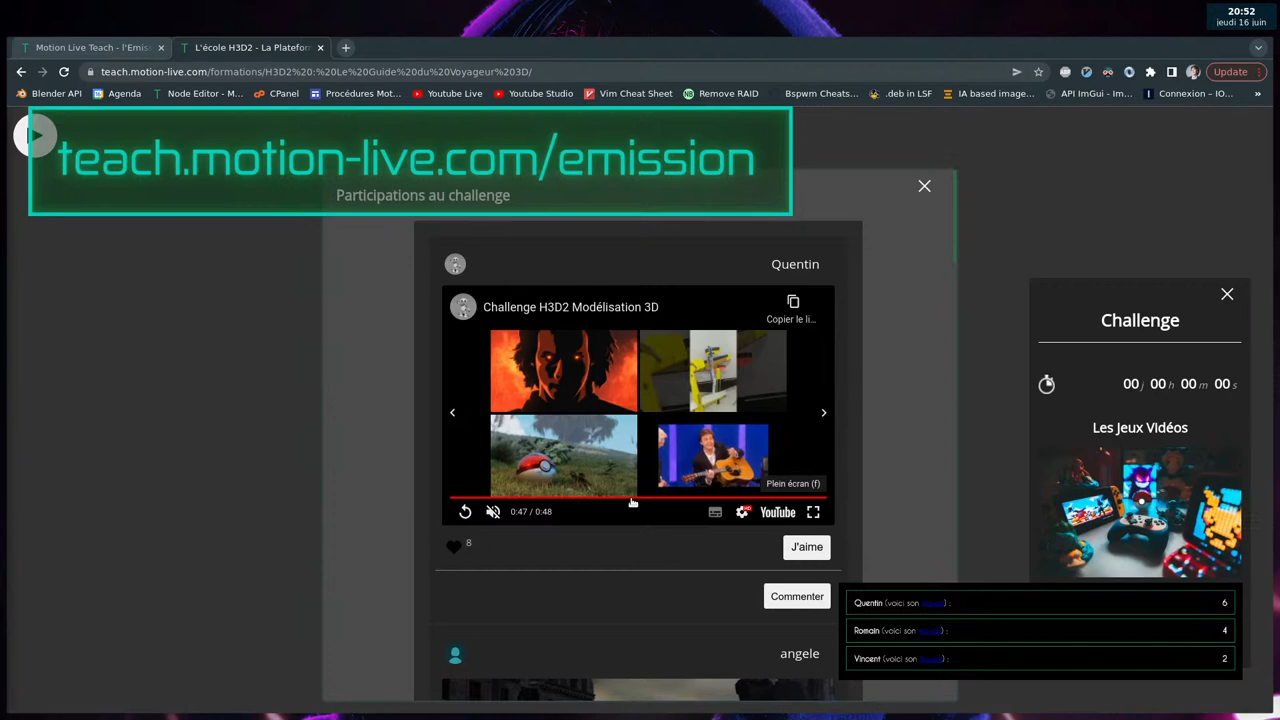 20:52
jeudi 16 juin
Motion Live Teach - l'Emiss
L'école H3D2 - La Platefor
teach.motion-live.com/formations/H3D2%20:%20Le%20Guide%20du%20Voyageur%203D/
Update
Blender API
Agenda
Node Editor - M...
CPanel
Procédures Mot...
Youtube Live
Youtube Studio
Vim Cheat Sheet
Remove RAID
Bspwm Cheats...
.deb in LSF
IA based image...
API ImGui - Im...
Connexion – IO...
»
teach.motion-live.com/emission
Participations au challenge
Quentin
Challenge H3D2 Modélisation 3D
Copier le li...
Plein écran (f)
0:47 / 0:48
HD
YouTube
8
J'aime
Commenter
angele
Challenge
00 j 00 h 00 m 00 s
Les Jeux Vidéos
Quentin (voici son travail) : 6
Romain (voici son travail) : 4
Vincent (voici son travail) : 2